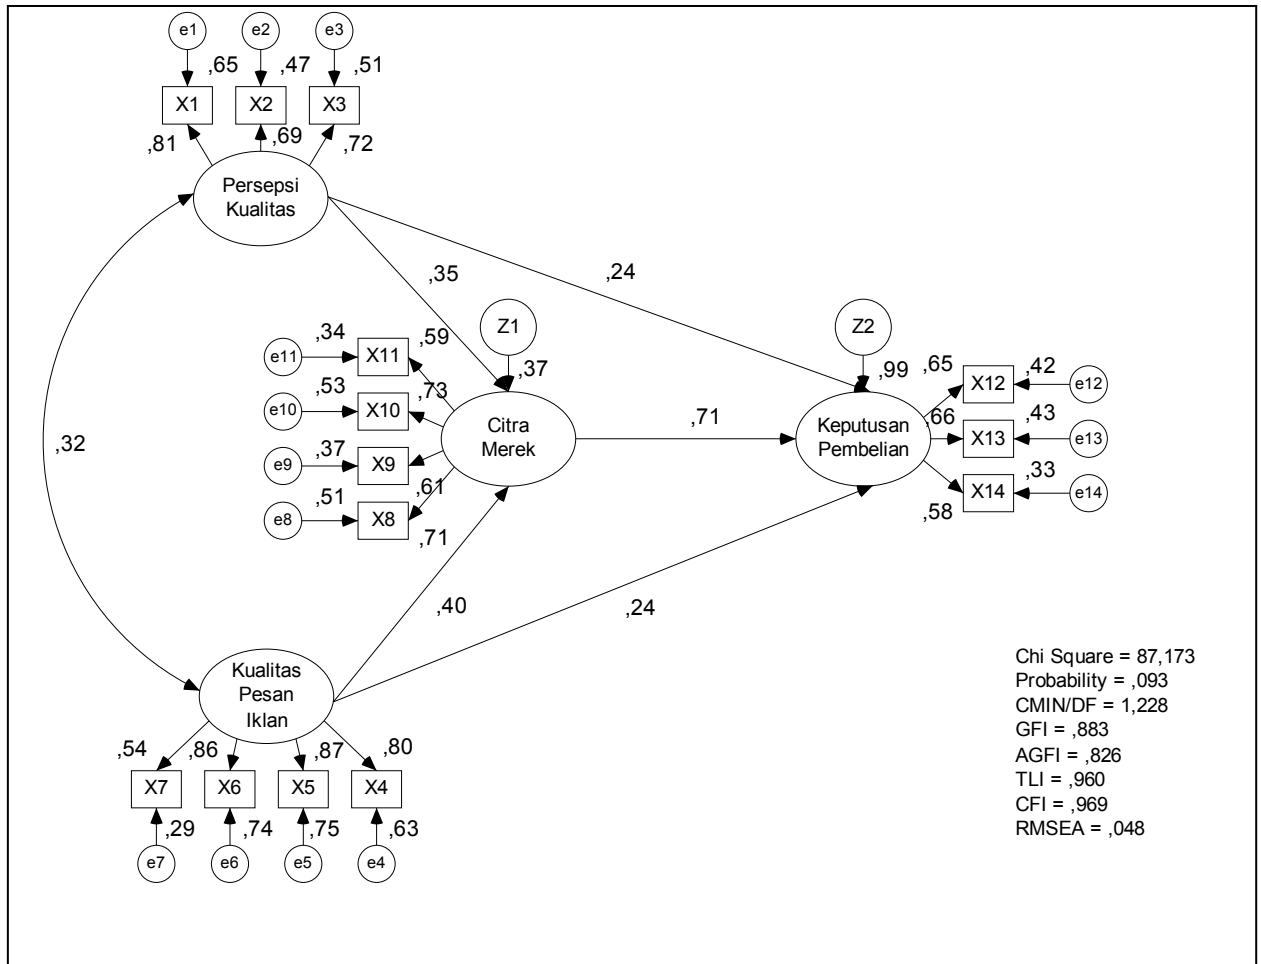 e1 e2 e3
,65 ,47 ,51
X1 X2 X3
,81 ,69 ,72
Persepsi
Kualitas
,35 ,24
Z1 Z2
e11 ,34 X11 ,59
,37 ,99
,65 X12 ,42 e12
e10 ,53 X10 ,73
Citra
Merek
,71
Keputusan
Pembelian
,66 X13 ,43 e13
,32
e9 ,37 X9 ,61
,58 X14 ,33 e14
e8 ,51 X8 ,71
,40 ,24
Kualitas
Pesan
Iklan
,54 ,86 ,87 ,80
X7 X6 X5 X4
,29 ,74 ,75 ,63
e7 e6 e5 e4
Chi Square = 87,173
Probability = ,093
CMIN/DF = 1,228
GFI = ,883
AGFI = ,826
TLI = ,960
CFI = ,969
RMSEA = ,048